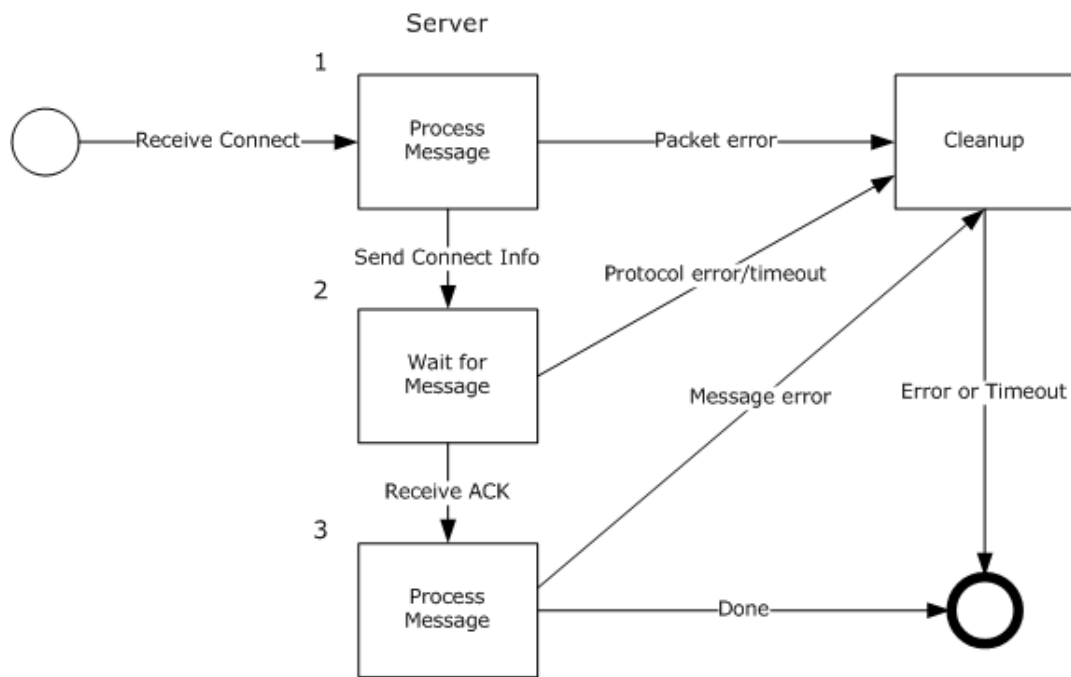 Server
1
Process
Message
Receive Connect
Packet error
Cleanup
Send Connect Info
2
Protocol error/timeout
Wait for
Message
Message error
Error or Timeout
Receive ACK
3
Process
Message
Done